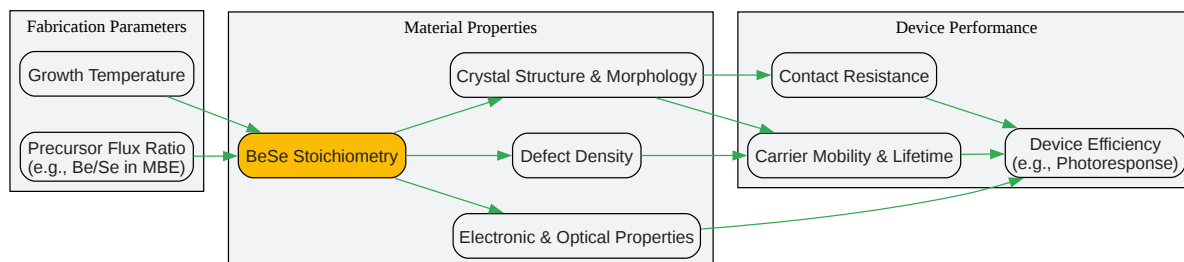 Fabrication Parameters
Growth Temperature
Precursor Flux Ratio
(e.g., Be/Se in MBE)
Material Properties
Crystal Structure & Morphology
BeSe Stoichiometry
Defect Density
Electronic & Optical Properties
Device Performance
Contact Resistance
Carrier Mobility & Lifetime
Device Efficiency
(e.g., Photoresponse)